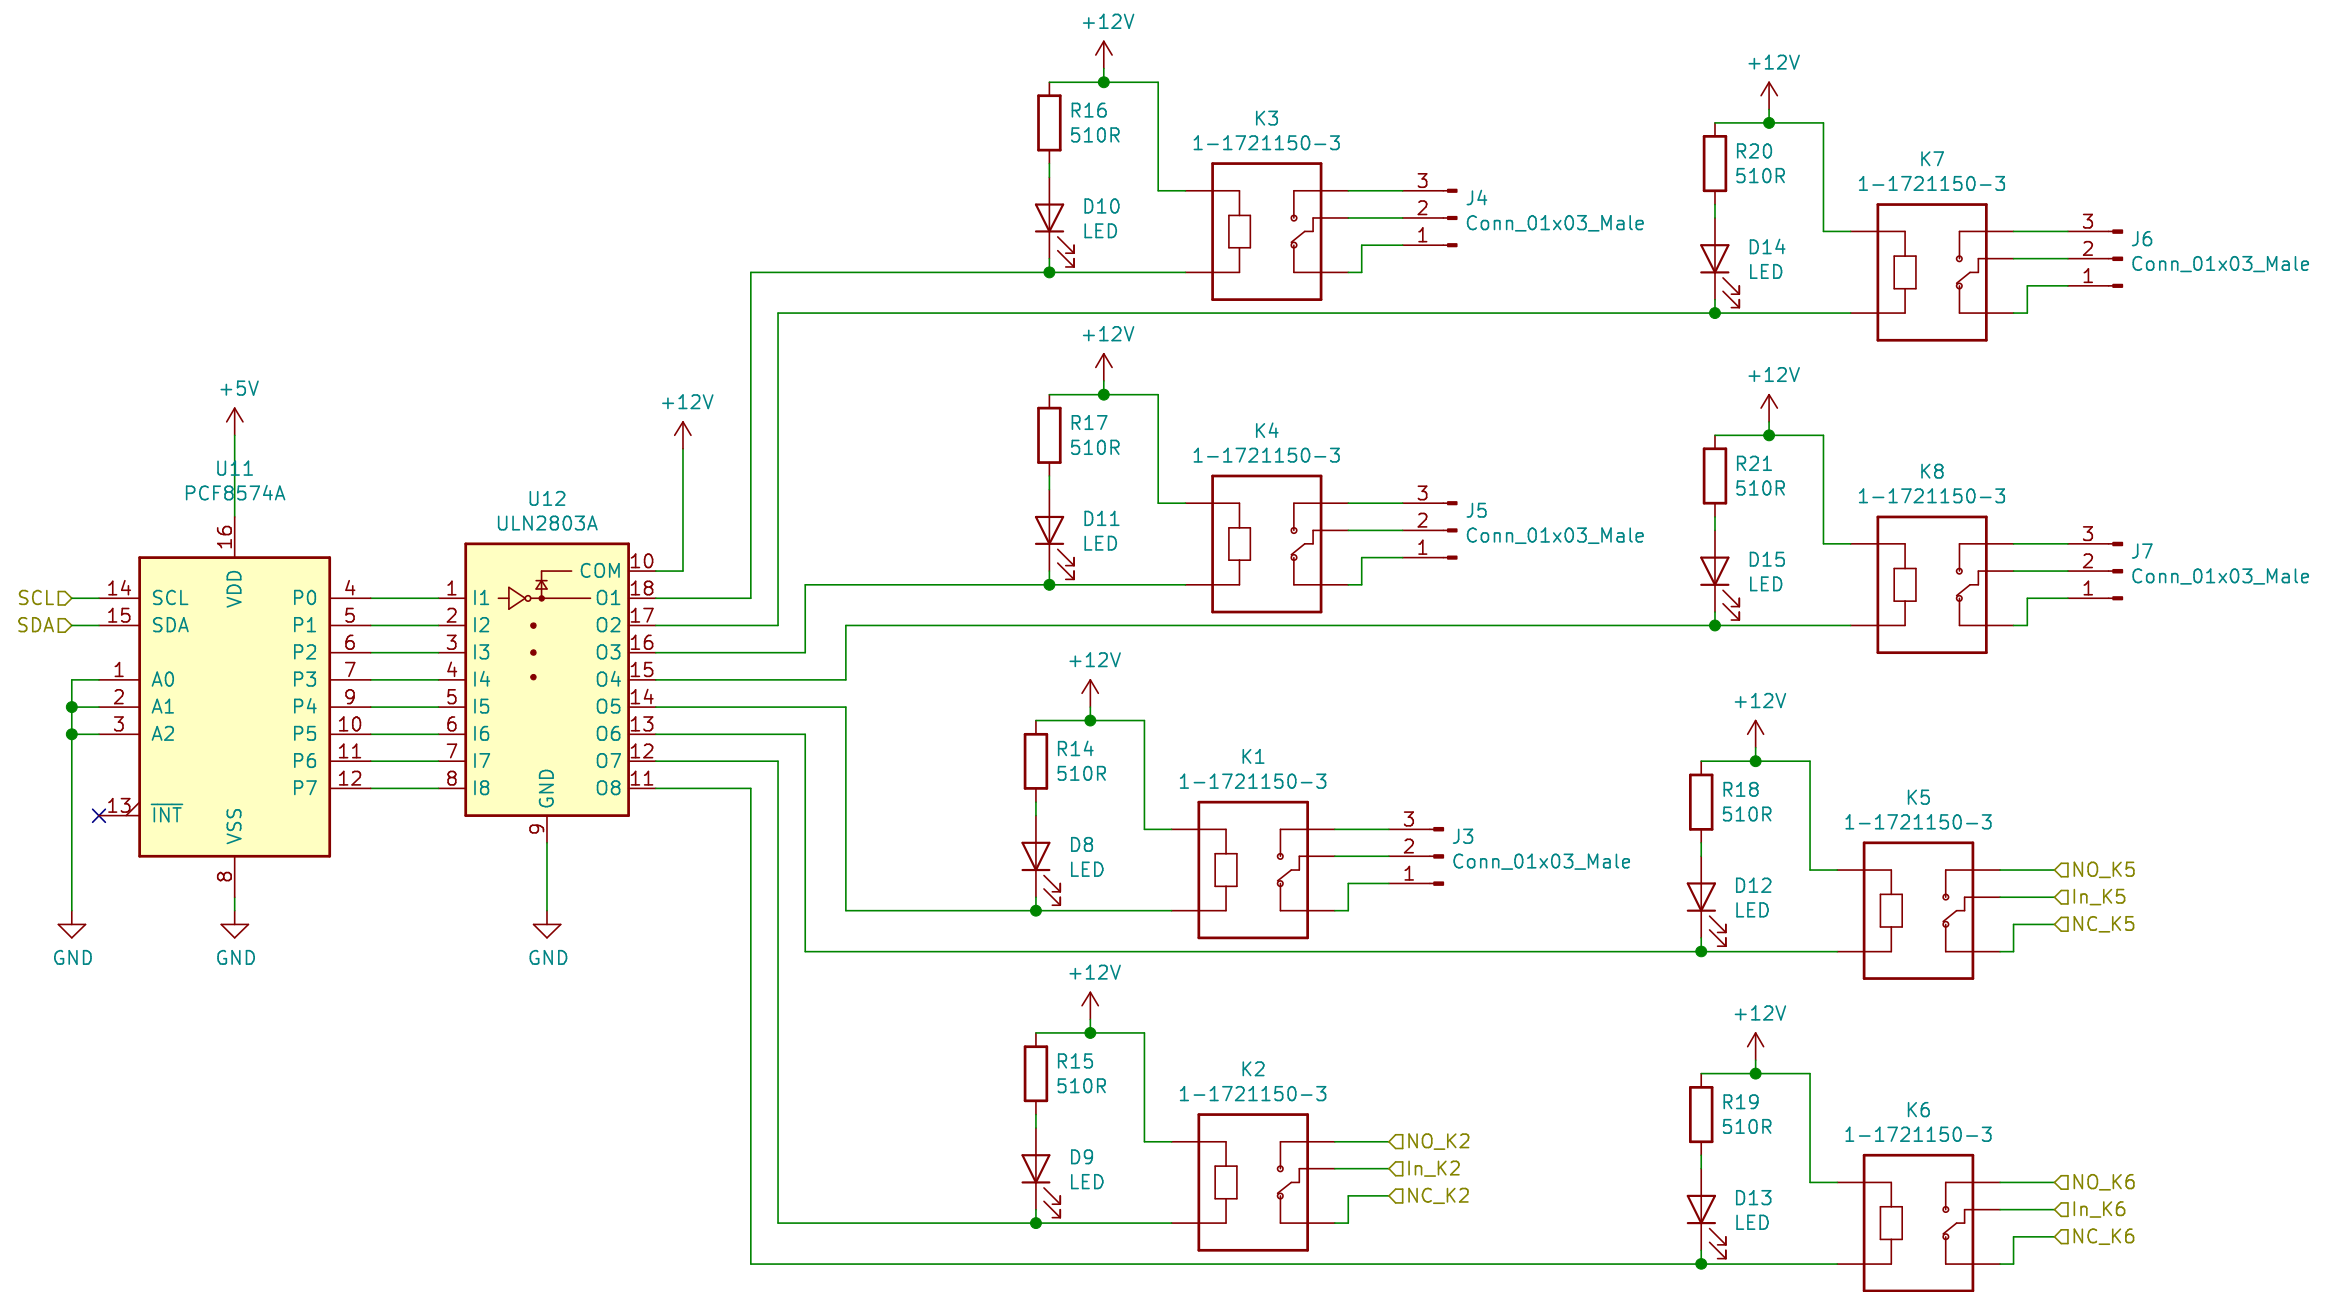 +12V
R16
510R
D10
LED
K3
1-1721150-3
3
2
1
J4
Conn_01x03_Male
+12V
R20
510R
D14
LED
K7
1-1721150-3
3
2
1
J6
Conn_01x03_Male
+12V
R17
510R
D11
LED
K4
1-1721150-3
3
2
1
J5
Conn_01x03_Male
+12V
R21
510R
D15
LED
K8
1-1721150-3
3
2
1
J7
Conn_01x03_Male
+5V
U11
PCF8574A
16
VDD
SCL
14
SCL
SDA
15
SDA
1
A0
2
A1
3
A2
13
INT
VSS
8
GND
GND
P0
4
P1
5
P2
6
P3
7
P4
9
P5
10
P6
11
P7
12
+12V
U12
ULN2803A
1
I1
2
I2
3
I3
4
I4
5
I5
6
I6
7
I7
8
I8
COM
10
O1
18
O2
17
O3
16
O4
15
O5
14
O6
13
O7
12
O8
11
GND
9
GND
+12V
R14
510R
D8
LED
K1
1-1721150-3
3
2
1
J3
Conn_01x03_Male
+12V
R18
510R
D12
LED
K5
1-1721150-3
NO_K5
In_K5
NC_K5
+12V
R15
510R
D9
LED
K2
1-1721150-3
NO_K2
In_K2
NC_K2
+12V
R19
510R
D13
LED
K6
1-1721150-3
NO_K6
In_K6
NC_K6